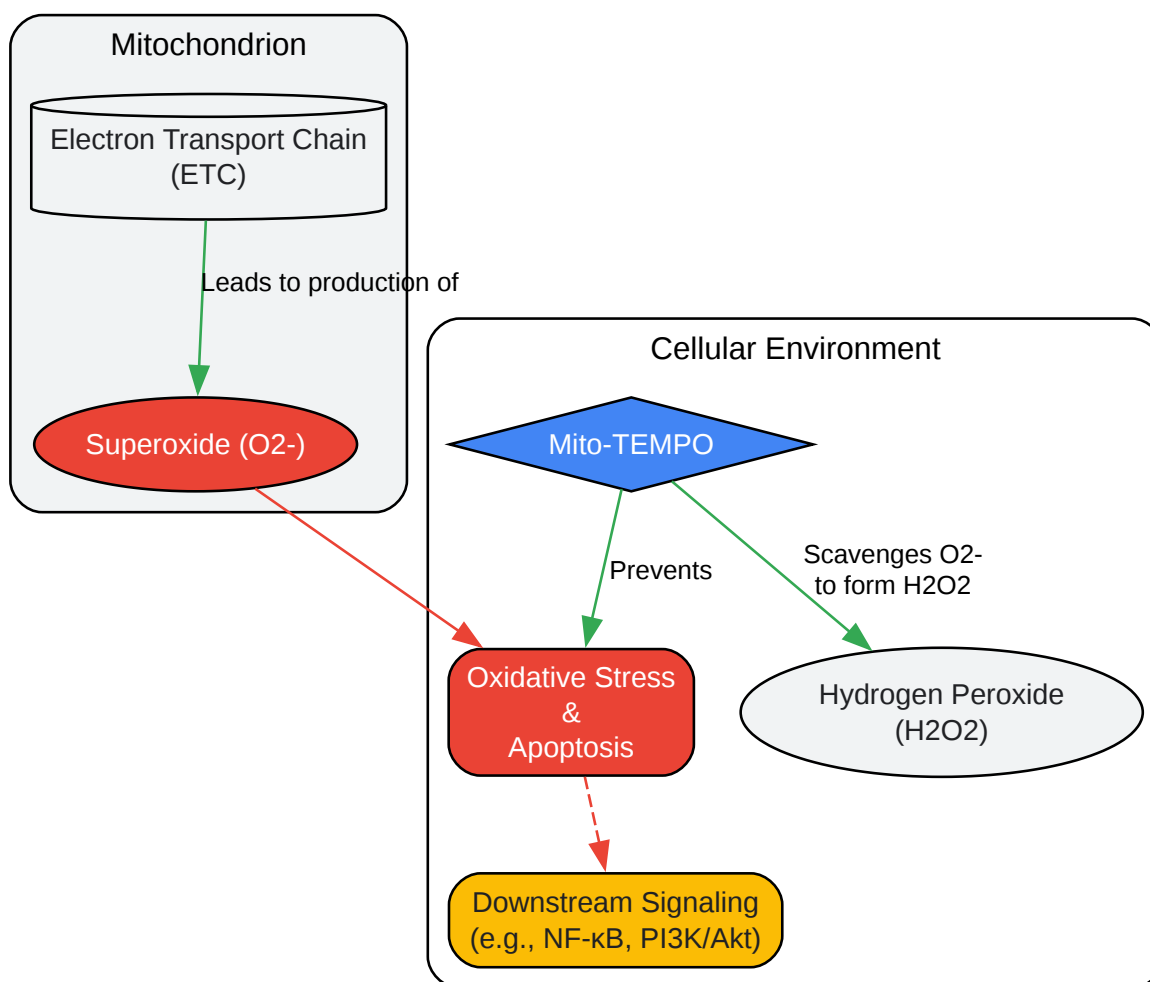 Mitochondrion
Electron Transport Chain
(ETC)
Leads to production of
Superoxide (O2-)
Cellular Environment
Mito-TEMPO
Prevents
Scavenges O2-
to form H2O2
Oxidative Stress
&
Apoptosis
Hydrogen Peroxide
(H2O2)
Downstream Signaling
(e.g., NF-κB, PI3K/Akt)